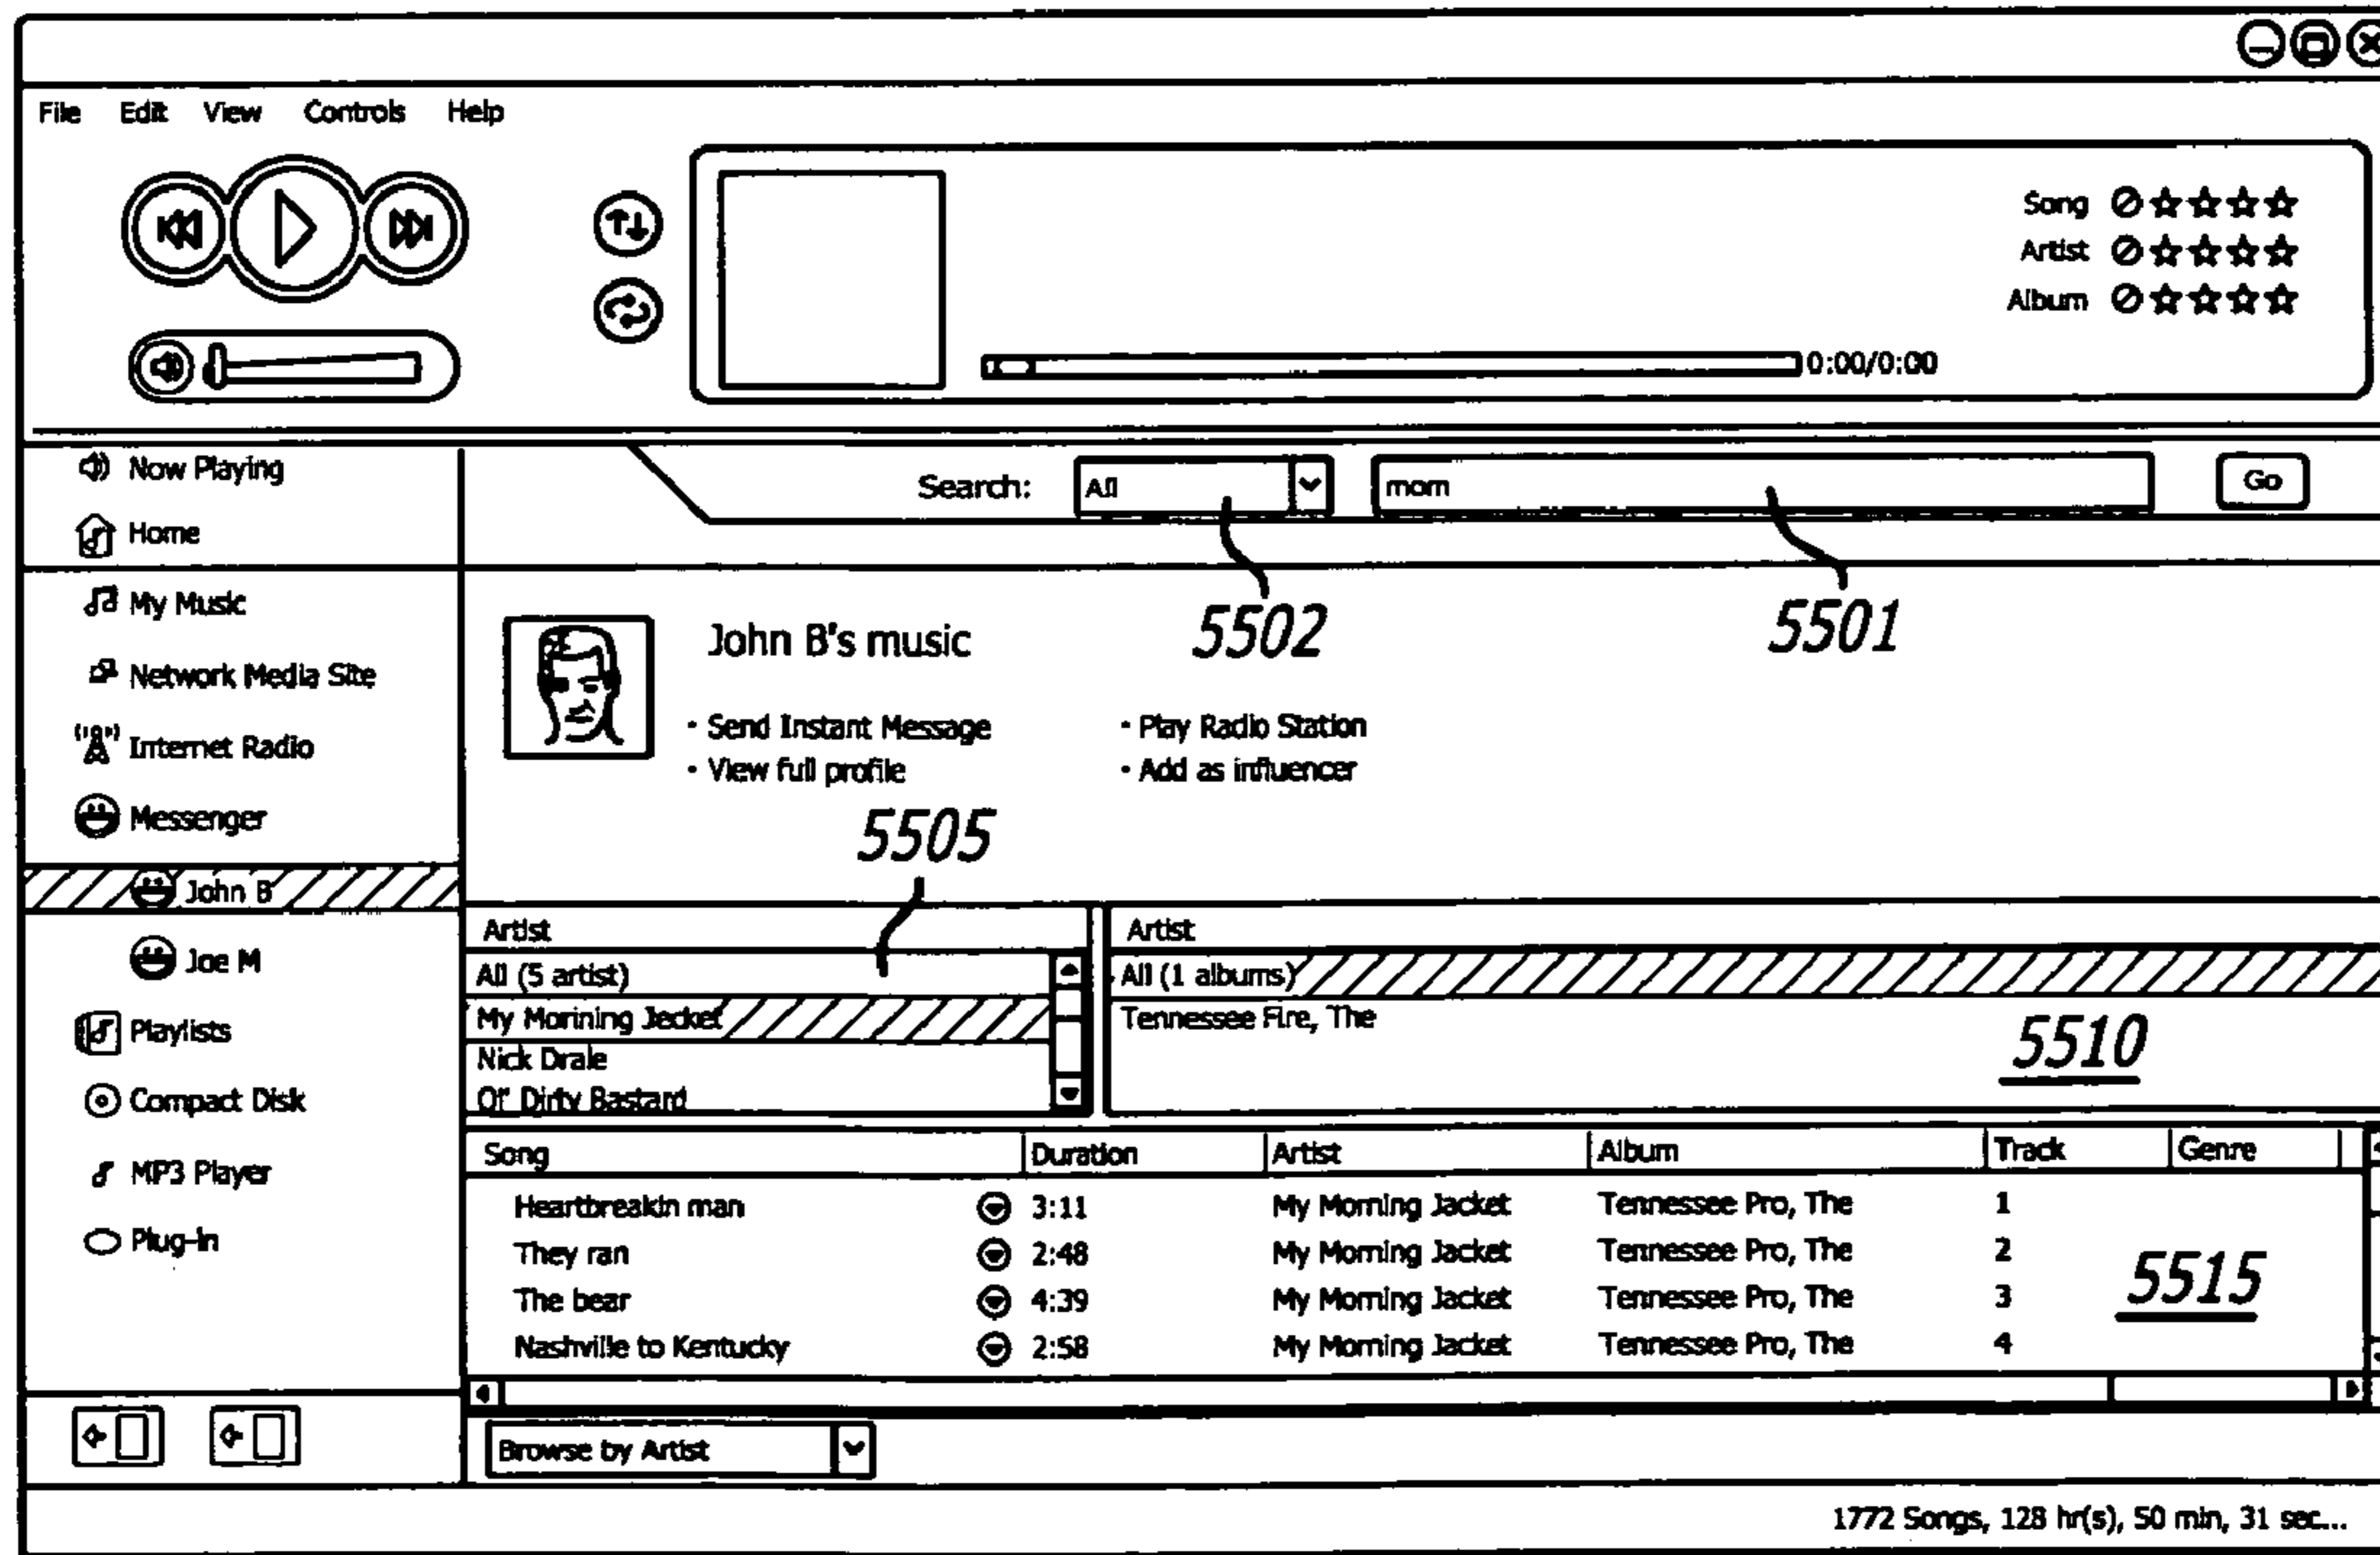 File Edit View Controls Help
Song
Artist
Album
0:00/0:00
Now Playing
Search: All mom Go
Home
My Music
5502 5501
John B's music
Network Media Site
· Send Instant Message · Play Radio Station
Internet Radio
· View full profile · Add as influencer
Messenger
5505
John B
Artist Artist
Joe M
All (5 artist) All (1 albums)
My Morining Jecket Tennessee Fire, The
Playlists
5510
Nick Drale
Compact Disk
Ol' Dirty Bastard
Song Duration Artist Album Track Genre
MP3 Player
Heartbreakin man 3:11 My Morning Jacket Tennessee Pro, The 1
Plug-in
They ran 2:48 My Morning Jacket Tennessee Pro, The 2
5515
The bear 4:39 My Morning Jacket Tennessee Pro, The 3
Nashville to Kentucky 2:58 My Morning Jacket Tennessee Pro, The 4
Browse by Artist
1772 Songs, 128 hr(s), 50 min, 31 sec...